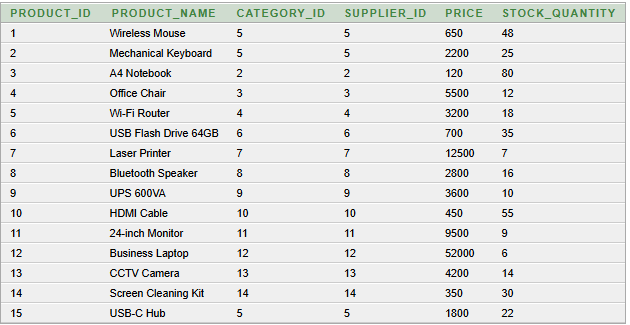 PRODUCT_ID PRODUCT_NAME CATEGORY_ID SUPPLIER_ID PRICE STOCK_QUANTITY
1 Wireless Mouse 5 5 650 48
2 Mechanical Keyboard 5 5 2200 25
3 A4 Notebook 2 2 120 80
4 Office Chair 3 3 5500 12
5 Wi-Fi Router 4 4 3200 18
6 USB Flash Drive 64GB 6 6 700 35
7 Laser Printer 7 7 12500 7
8 Bluetooth Speaker 8 8 2800 16
9 UPS 600VA 9 9 3600 10
10 HDMI Cable 10 10 450 55
11 24-inch Monitor 11 11 9500 9
12 Business Laptop 12 12 52000 6
13 CCTV Camera 13 13 4200 14
14 Screen Cleaning Kit 14 14 350 30
15 USB-C Hub 5 5 1800 22